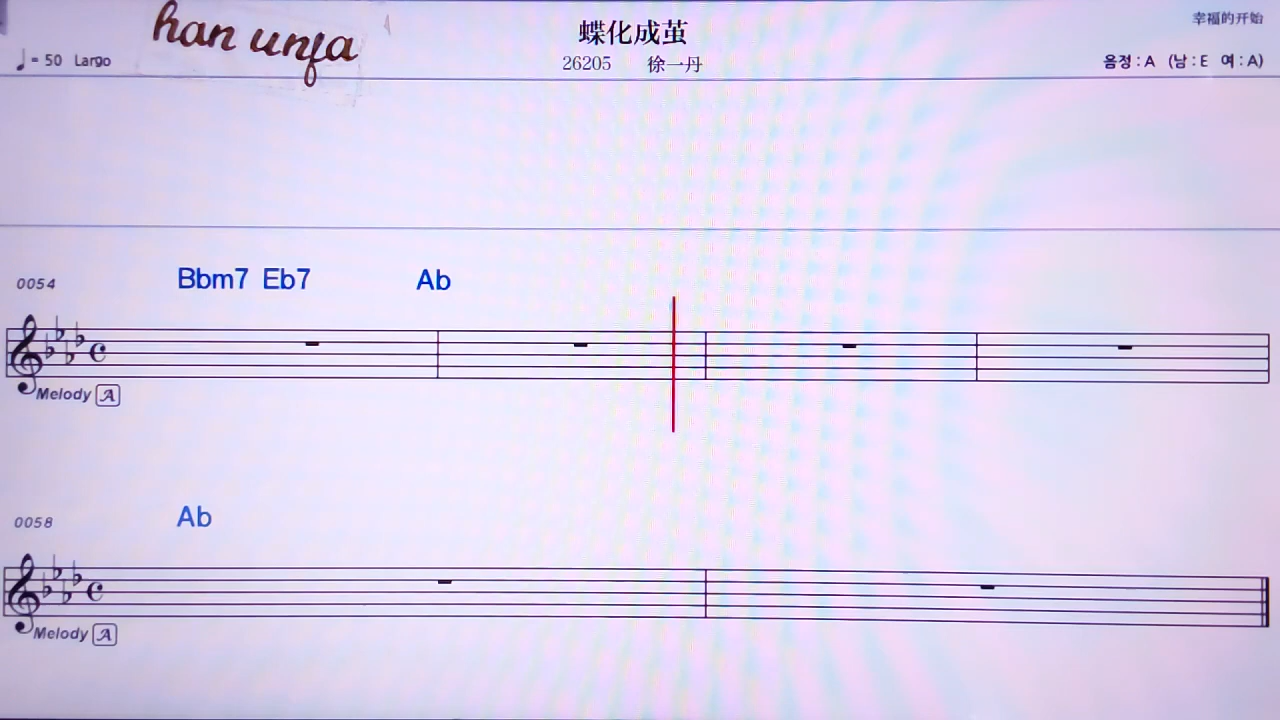 han unfa
蝶化成茧
幸福的开始
♩= 50 Largo
26205 徐一丹
음정 : A (남 : E 여 : A)
0054 Bbm7 Eb7 Ab
Melody A
0058 Ab
Melody A